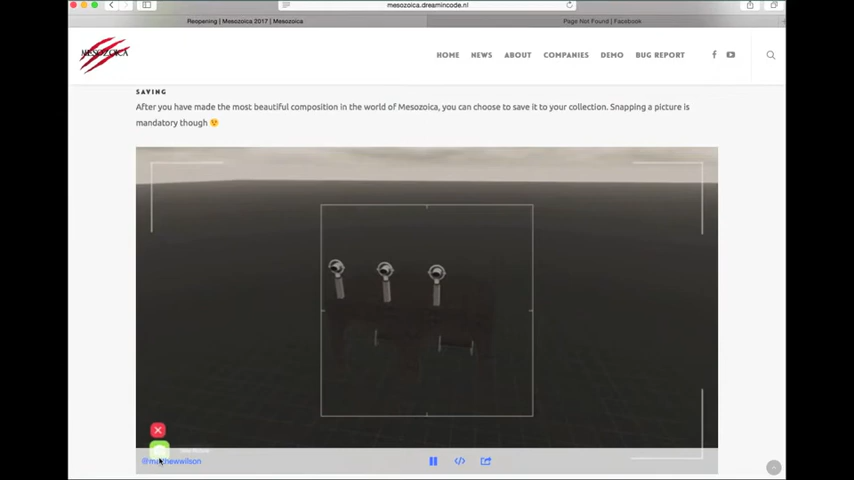 mesozoica.dreamincode.nl
Reopening | Mesozoica 2017 | Mesozoica
Page Not Found | Facebook
MESOZOICA
HOME
NEWS
ABOUT
COMPANIES
DEMO
BUG REPORT
SAVING
After you have made the most beautiful composition in the world of Mesozoica, you can choose to save it to your collection. Snapping a picture is
mandatory though
@matthewwilson